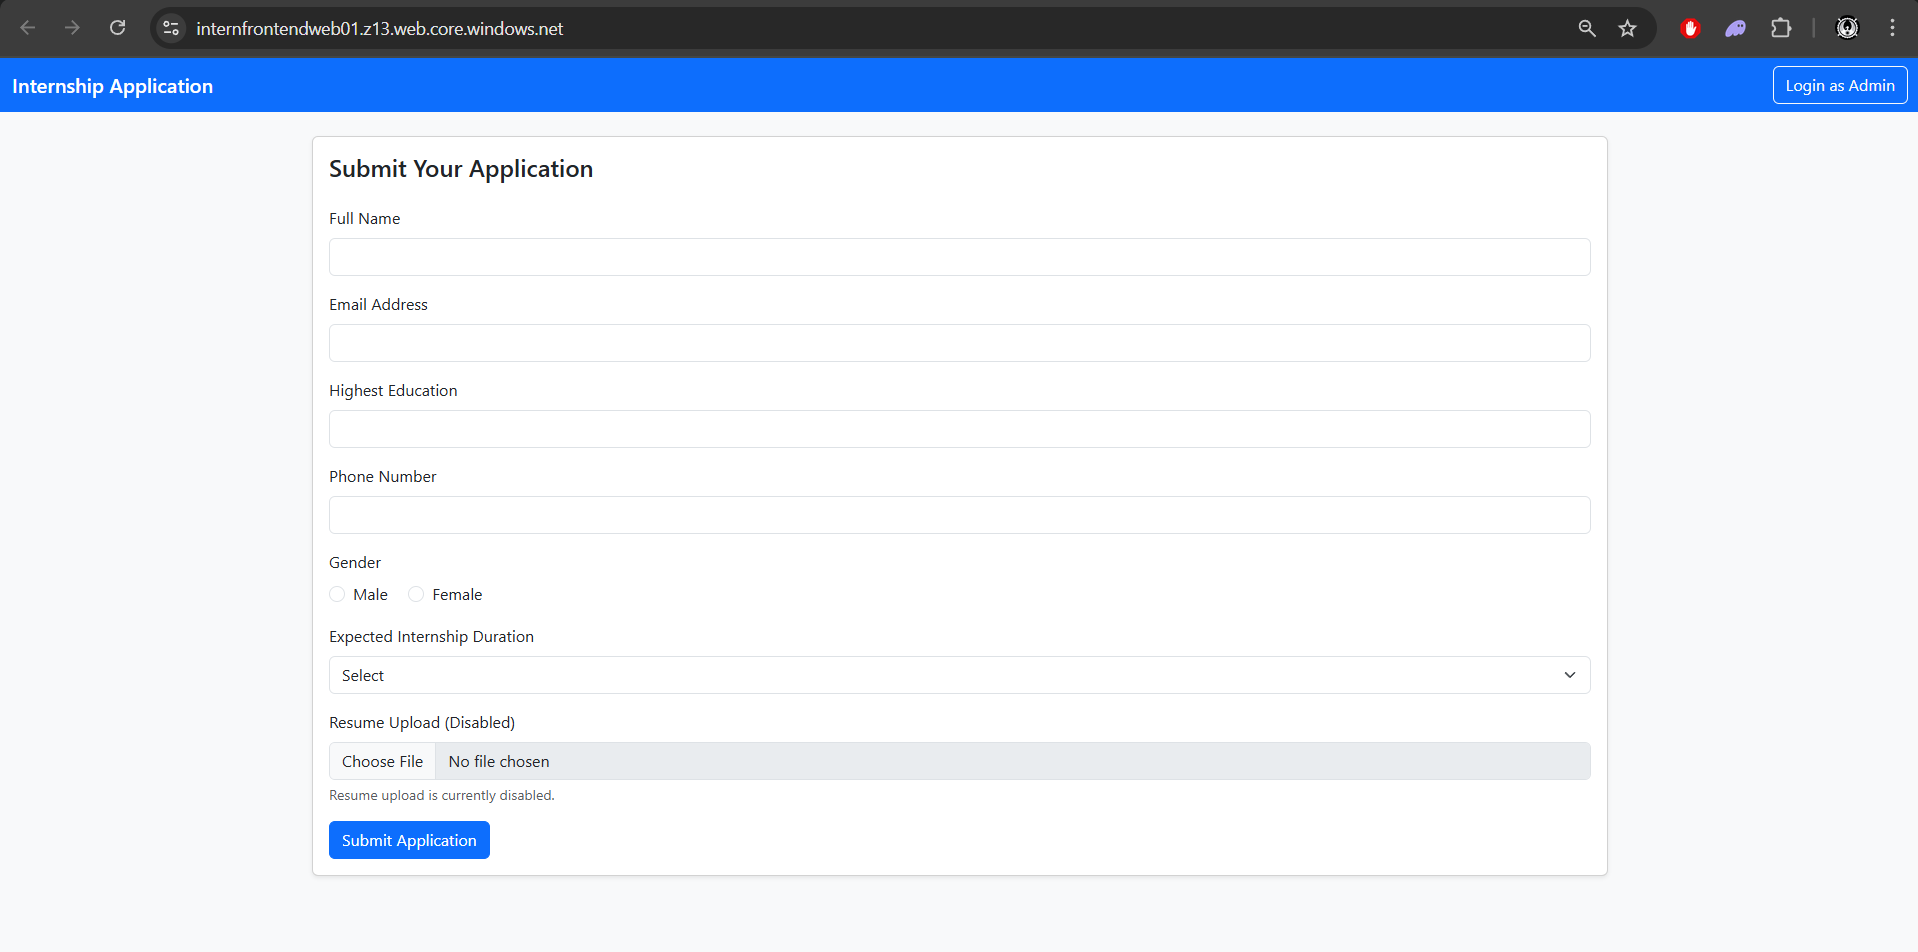 internfrontendweb01.z13.web.core.windows.net
Internship Application
Login as Admin
Submit Your Application
Full Name
Email Address
Highest Education
Phone Number
Gender
Male Female
Expected Internship Duration
Select
Resume Upload (Disabled)
Choose File No file chosen
Resume upload is currently disabled.
Submit Application